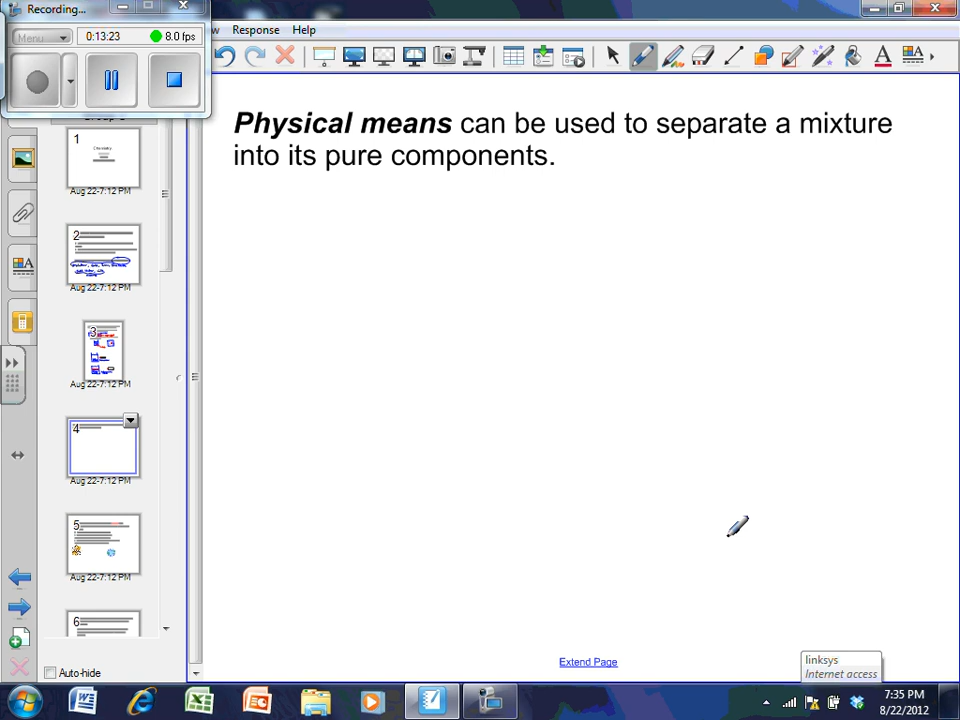 Recording...
Menu
0:13:23
8.0 fps
w Response Help
Physical means can be used to separate a mixture
into its pure components.
1
Chemistry
Aug 22-7:12 PM
2
Aug 22-7:12 PM
3
Aug 22-7:12 PM
4
Aug 22-7:12 PM
5
Aug 22-7:12 PM
6
Auto-hide
Extend Page
linksys
Internet access
7:35 PM
8/22/2012